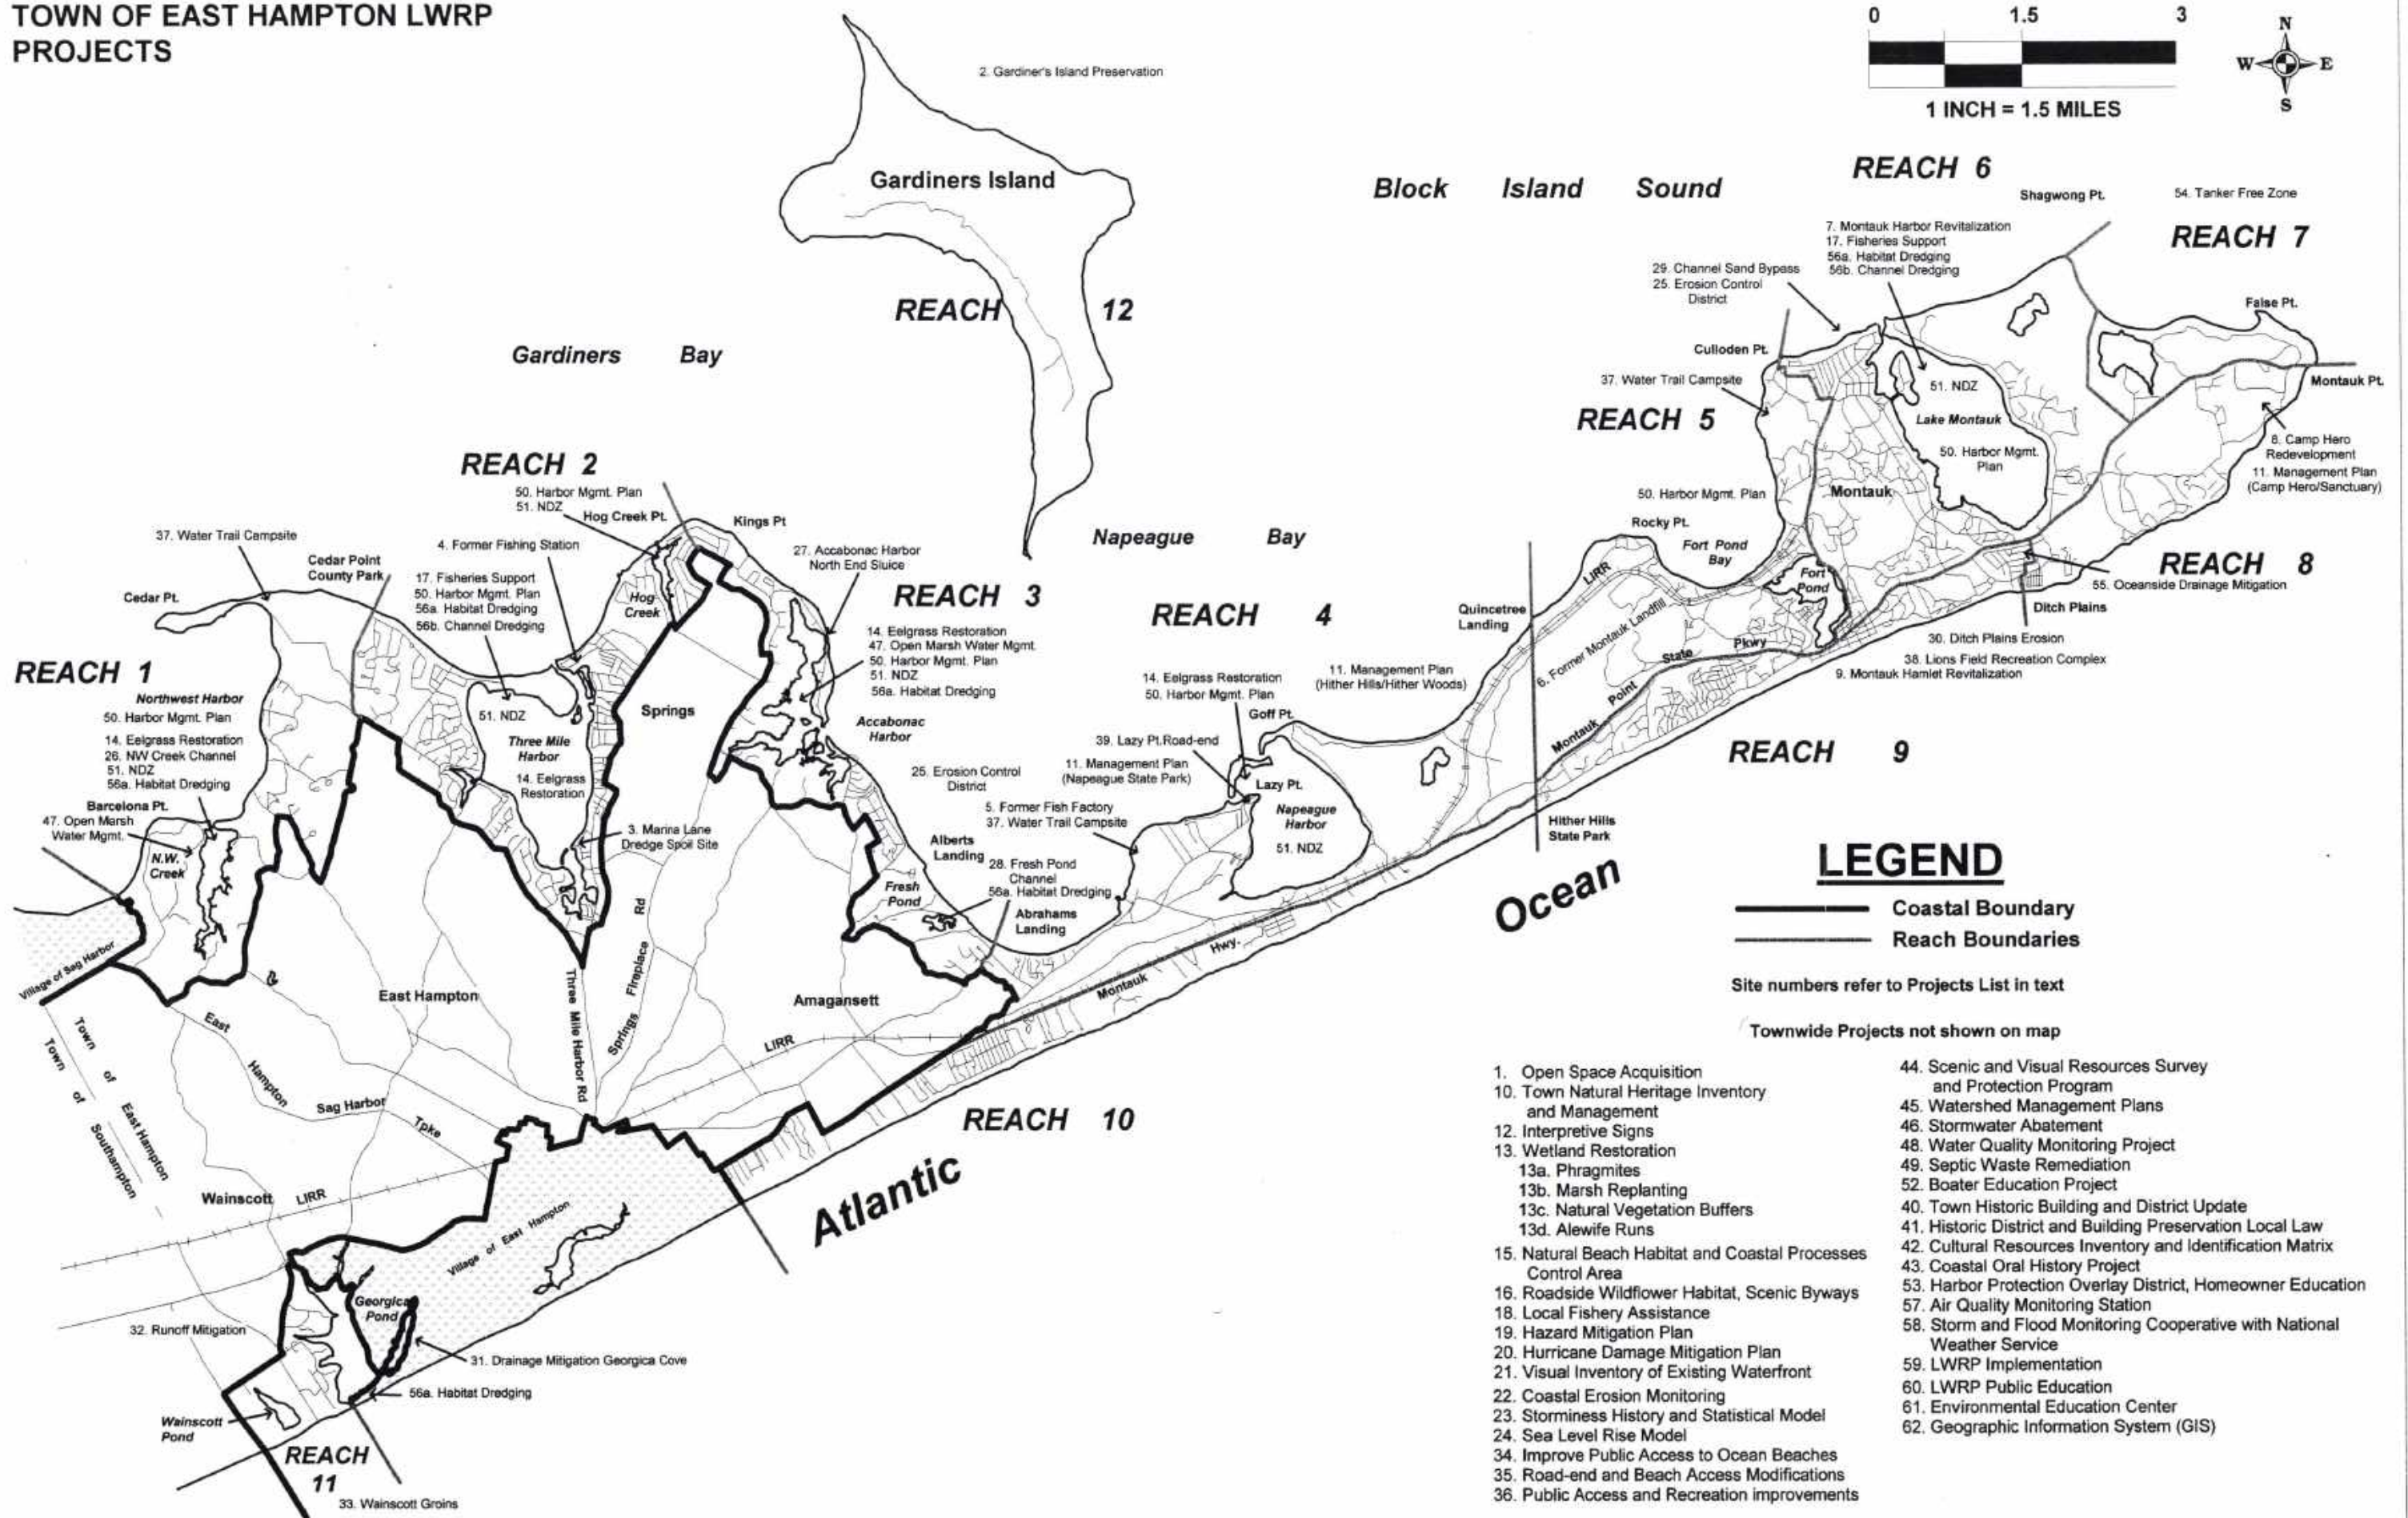 TOWN OF EAST HAMPTON LWRP
PROJECTS
0 1.5 3
1 INCH = 1.5 MILES
N
W E
S
2. Gardiner's Island Preservation
Gardiners Island
REACH 12
Gardiners Bay
Block Island Sound
REACH 6
Shagwong Pt.
54. Tanker Free Zone
REACH 7
7. Montauk Harbor Revitalization
17. Fisheries Support
56a. Habitat Dredging
56b. Channel Dredging
29. Channel Sand Bypass
25. Erosion Control
District
False Pt.
Culloden Pt.
37. Water Trail Campsite
REACH 5
51. NDZ
Lake Montauk
50. Harbor Mgmt.
Plan
Montauk Pt.
8. Camp Hero
Redevelopment
11. Management Plan
(Camp Hero/Sanctuary)
50. Harbor Mgmt. Plan
Montauk
Rocky Pt.
Fort Pond
Bay
Fort
Pond
REACH 8
55. Oceanside Drainage Mitigation
Ditch Plains
30. Ditch Plains Erosion
38. Lions Field Recreation Complex
9. Montauk Hamlet Revitalization
REACH 2
50. Harbor Mgmt. Plan
51. NDZ
Hog Creek Pt.
Kings Pt
37. Water Trail Campsite
4. Former Fishing Station
Cedar Point
County Park
17. Fisheries Support
50. Harbor Mgmt. Plan
56a. Habitat Dredging
56b. Channel Dredging
Cedar Pt.
Hog
Creek
27. Accabonac Harbor
North End Sluice
REACH 3
14. Eelgrass Restoration
47. Open Marsh Water Mgmt.
50. Harbor Mgmt. Plan
51. NDZ
56a. Habitat Dredging
Accabonac
Harbor
Napeague Bay
REACH 4
Quincetree
Landing
LIRR
6. Former Montauk Landfill
Montauk Point State Pkwy
11. Management Plan
(Hither Hills/Hither Woods)
14. Eelgrass Restoration
50. Harbor Mgmt. Plan
Goff Pt.
39. Lazy Pt.Road-end
11. Management Plan
(Napeague State Park)
Lazy Pt.
Napeague
Harbor
51. NDZ
Hither Hills
State Park
REACH 9
REACH 1
Northwest Harbor
50. Harbor Mgmt. Plan
14. Eelgrass Restoration
26. NW Creek Channel
51. NDZ
56a. Habitat Dredging
Barcelona Pt.
47. Open Marsh
Water Mgmt.
N.W.
Creek
51. NDZ
Three Mile
Harbor
14. Eelgrass
Restoration
Springs
3. Marina Lane
Dredge Spoil Site
25. Erosion Control
District
5. Former Fish Factory
37. Water Trail Campsite
Alberts
Landing
28. Fresh Pond
Channel
56a. Habitat Dredging
Fresh
Pond
Abrahams
Landing
Village of Sag Harbor
East Hampton
Three Mile Harbor Rd
Springs Fireplace Rd
Amagansett
LIRR
Montauk Hwy.
Town of East Hampton
Town of Southampton
East Hampton Sag Harbor Tpke
REACH 10
Atlantic Ocean
Wainscott
LIRR
Village of East Hampton
Georgica
Pond
32. Runoff Mitigation
31. Drainage Mitigation Georgica Cove
56a. Habitat Dredging
Wainscott
Pond
REACH
11
33. Wainscott Groins
LEGEND
Coastal Boundary
Reach Boundaries
Site numbers refer to Projects List in text
Townwide Projects not shown on map
1. Open Space Acquisition
10. Town Natural Heritage Inventory
and Management
12. Interpretive Signs
13. Wetland Restoration
13a. Phragmites
13b. Marsh Replanting
13c. Natural Vegetation Buffers
13d. Alewife Runs
15. Natural Beach Habitat and Coastal Processes
Control Area
16. Roadside Wildflower Habitat, Scenic Byways
18. Local Fishery Assistance
19. Hazard Mitigation Plan
20. Hurricane Damage Mitigation Plan
21. Visual Inventory of Existing Waterfront
22. Coastal Erosion Monitoring
23. Storminess History and Statistical Model
24. Sea Level Rise Model
34. Improve Public Access to Ocean Beaches
35. Road-end and Beach Access Modifications
36. Public Access and Recreation improvements
44. Scenic and Visual Resources Survey
and Protection Program
45. Watershed Management Plans
46. Stormwater Abatement
48. Water Quality Monitoring Project
49. Septic Waste Remediation
52. Boater Education Project
40. Town Historic Building and District Update
41. Historic District and Building Preservation Local Law
42. Cultural Resources Inventory and Identification Matrix
43. Coastal Oral History Project
53. Harbor Protection Overlay District, Homeowner Education
57. Air Quality Monitoring Station
58. Storm and Flood Monitoring Cooperative with National
Weather Service
59. LWRP Implementation
60. LWRP Public Education
61. Environmental Education Center
62. Geographic Information System (GIS)